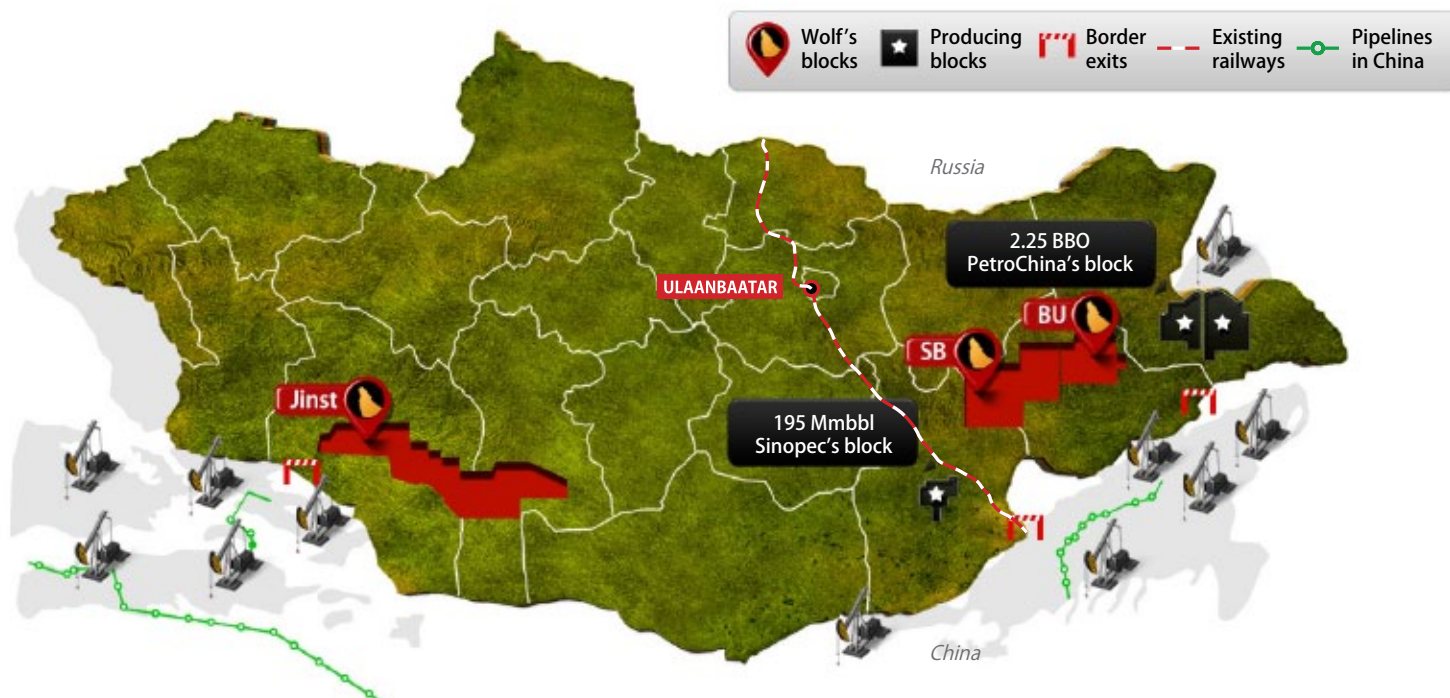 Wolf's
blocks
Producing
blocks
Border
exits
Existing
railways
Pipelines
in China
Russia
2.25 BBO
PetroChina's block
ULAANBAATAR
BU
SB
Jinst
195 Mmbbl
Sinopec's block
China